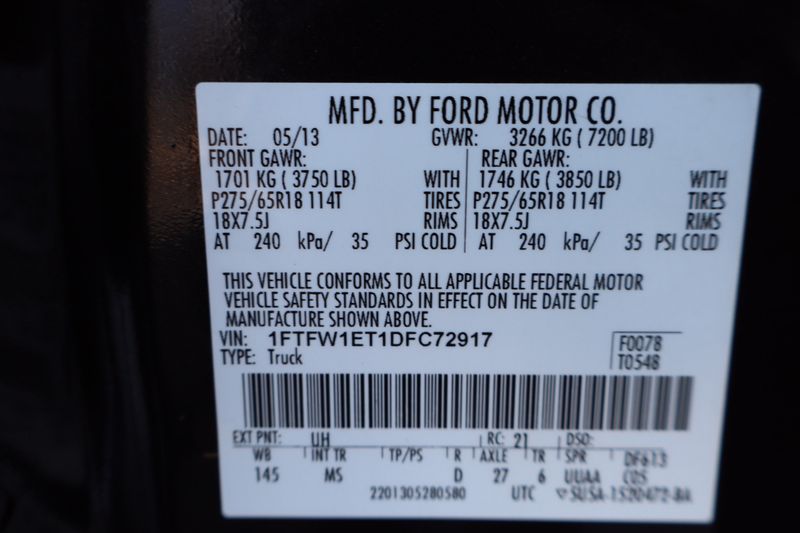 MFD. BY FORD MOTOR CO.
DATE: 05/13 GVWR: 3266 KG ( 7200 LB)
FRONT GAWR: REAR GAWR:
1701 KG ( 3750 LB) WITH 1746 KG ( 3850 LB) WITH
P275/65R18 114T TIRES P275/65R18 114T TIRES
18X7.5J RIMS 18X7.5J RIMS
AT 240 kPa/ 35 PSI COLD AT 240 kPa/ 35 PSI COLD
THIS VEHICLE CONFORMS TO ALL APPLICABLE FEDERAL MOTOR
VEHICLE SAFETY STANDARDS IN EFFECT ON THE DATE OF
MANUFACTURE SHOWN ABOVE.
VIN: 1FTFW1ET1DFC72917 F0078
TYPE: Truck T0548
EXT PNT: UH RC: 21 DSO:
WB INT TR TP/PS R AXLE TR SPR DF613
145 MS D 27 6 UUAA CDS
2201305280580 UTC SU5A-1520472-BA